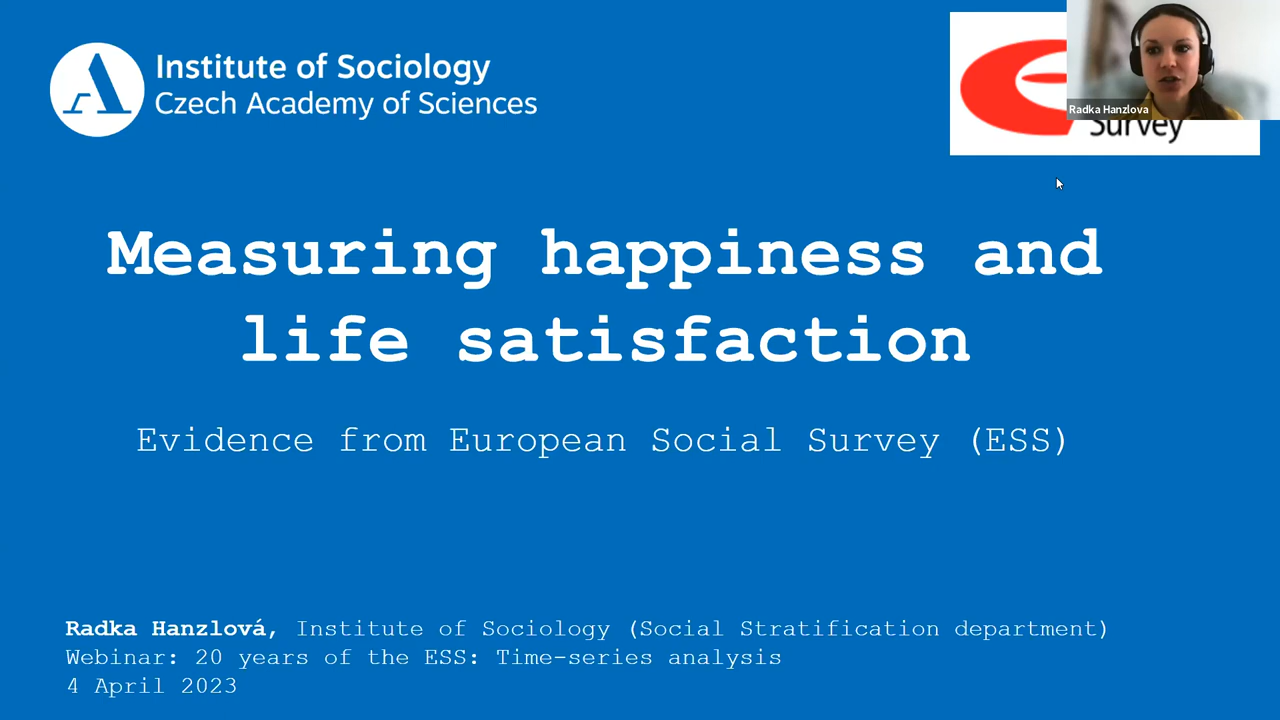 Institute of Sociology
Czech Academy of Sciences
Radka Hanzlova
Survey
Measuring happiness and
life satisfaction
Evidence from European Social Survey (ESS)
Radka Hanzlová, Institute of Sociology (Social Stratification department)
Webinar: 20 years of the ESS: Time-series analysis
4 April 2023